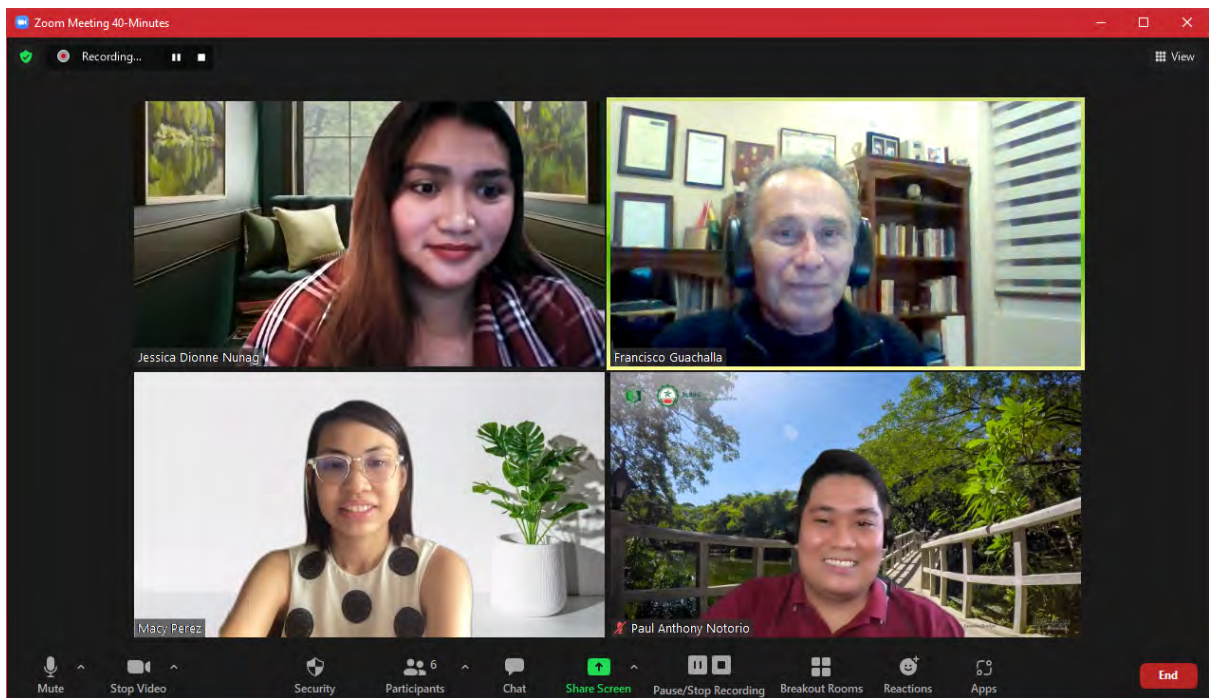 Zoom Meeting 40-Minutes
Recording...
View
Jessica Dionne Nunag
Francisco Guachalla
Macy Perez
Paul Anthony Notorio
6
Mute
Stop Video
Security
Participants
Chat
Share Screen
Pause/Stop Recording
Breakout Rooms
Reactions
Apps
End